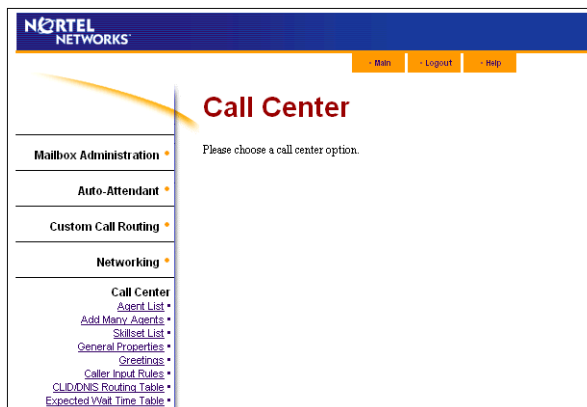 NORTEL
NETWORKS
- Main - Logout - Help
Call Center
Please choose a call center option.
Mailbox Administration
Auto-Attendant
Custom Call Routing
Networking
Call Center
Agent List
Add Many Agents
Skillset List
General Properties
Greetings
Caller Input Rules
CLID/DNIS Routing Table
Expected Wait Time Table